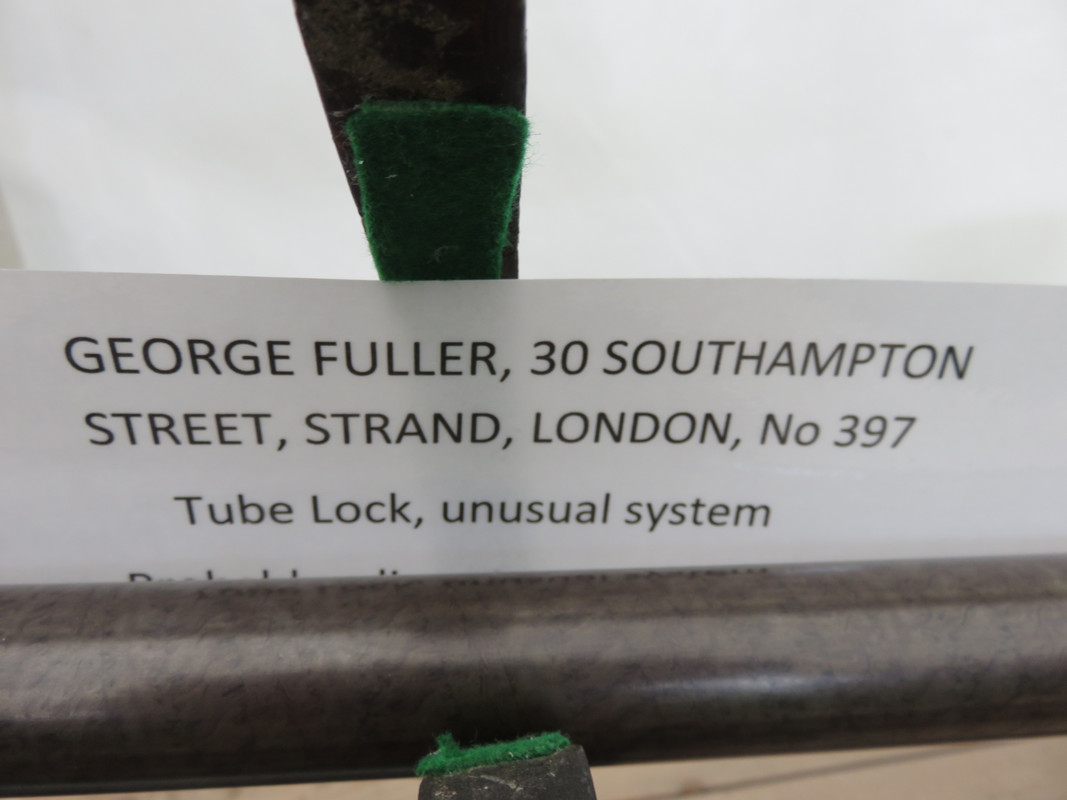 GEORGE FULLER, 30 SOUTHAMPTON
STREET, STRAND, LONDON, No 397
Tube Lock, unusual system